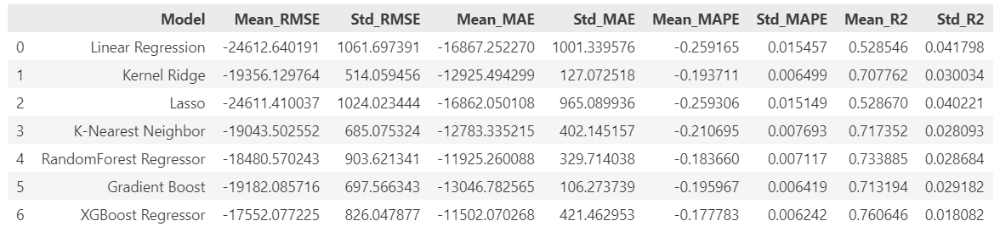 Model Mean_RMSE Std_RMSE Mean_MAE Std_MAE Mean_MAPE Std_MAPE Mean_R2 Std_R2
0 Linear Regression -24612.640191 1061.697391 -16867.252270 1001.339576 -0.259165 0.015457 0.528546 0.041798
1 Kernel Ridge -19356.129764 514.059456 -12925.494299 127.072518 -0.193711 0.006499 0.707762 0.030034
2 Lasso -24611.410037 1024.023444 -16862.050108 965.089936 -0.259306 0.015149 0.528670 0.040221
3 K-Nearest Neighbor -19043.502552 685.075324 -12783.335215 402.145157 -0.210695 0.007693 0.717352 0.028093
4 RandomForest Regressor -18480.570243 903.621341 -11925.260088 329.714038 -0.183660 0.007117 0.733885 0.028684
5 Gradient Boost -19182.085716 697.566343 -13046.782565 106.273739 -0.195967 0.006419 0.713194 0.029182
6 XGBoost Regressor -17552.077225 826.047877 -11502.070268 421.462953 -0.177783 0.006242 0.760646 0.018082